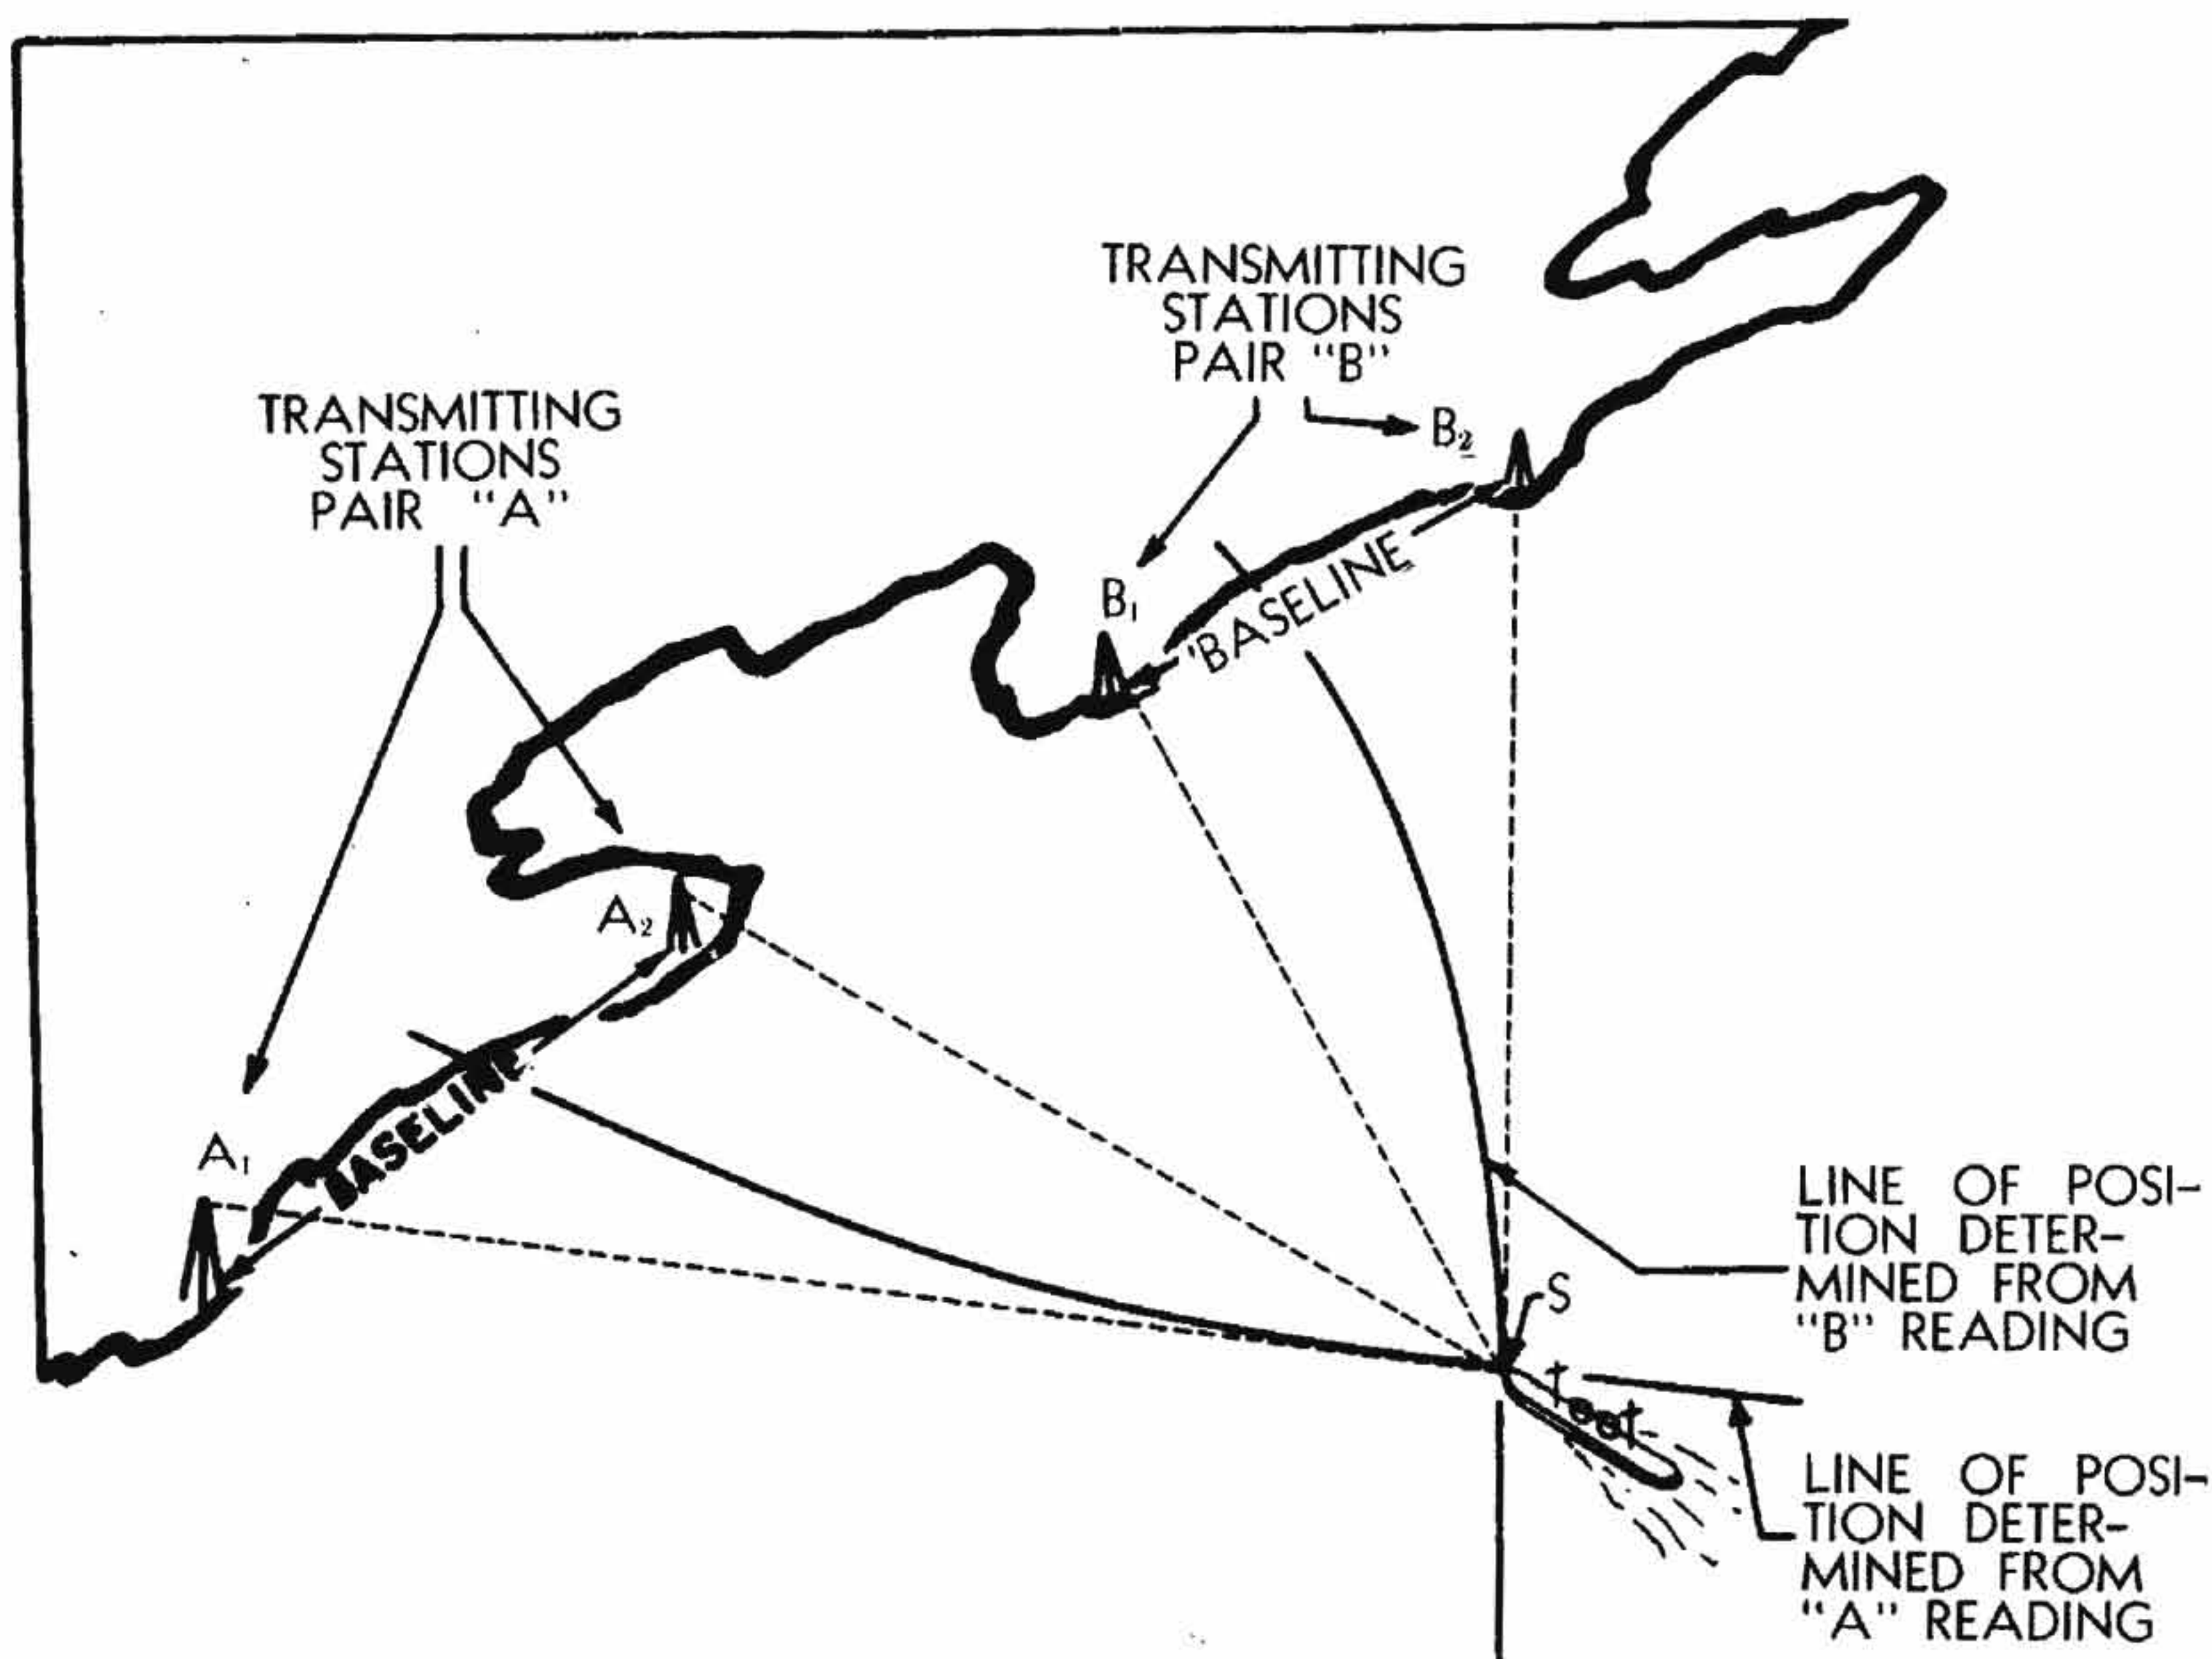 TRANSMITTING
STATIONS
PAIR "B"
B₂
TRANSMITTING
STATIONS
PAIR "A"
B₁
BASELINE
A₂
BASELINE
A₁
LINE OF POSI-
TION DETER-
MINED FROM
"B" READING
S
LINE OF POSI-
TION DETER-
MINED FROM
"A" READING